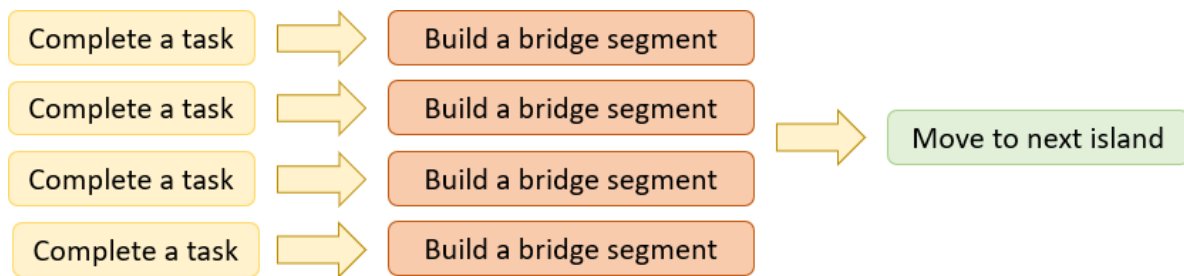 Complete a task
Build a bridge segment
Complete a task
Build a bridge segment
Move to next island
Complete a task
Build a bridge segment
Complete a task
Build a bridge segment